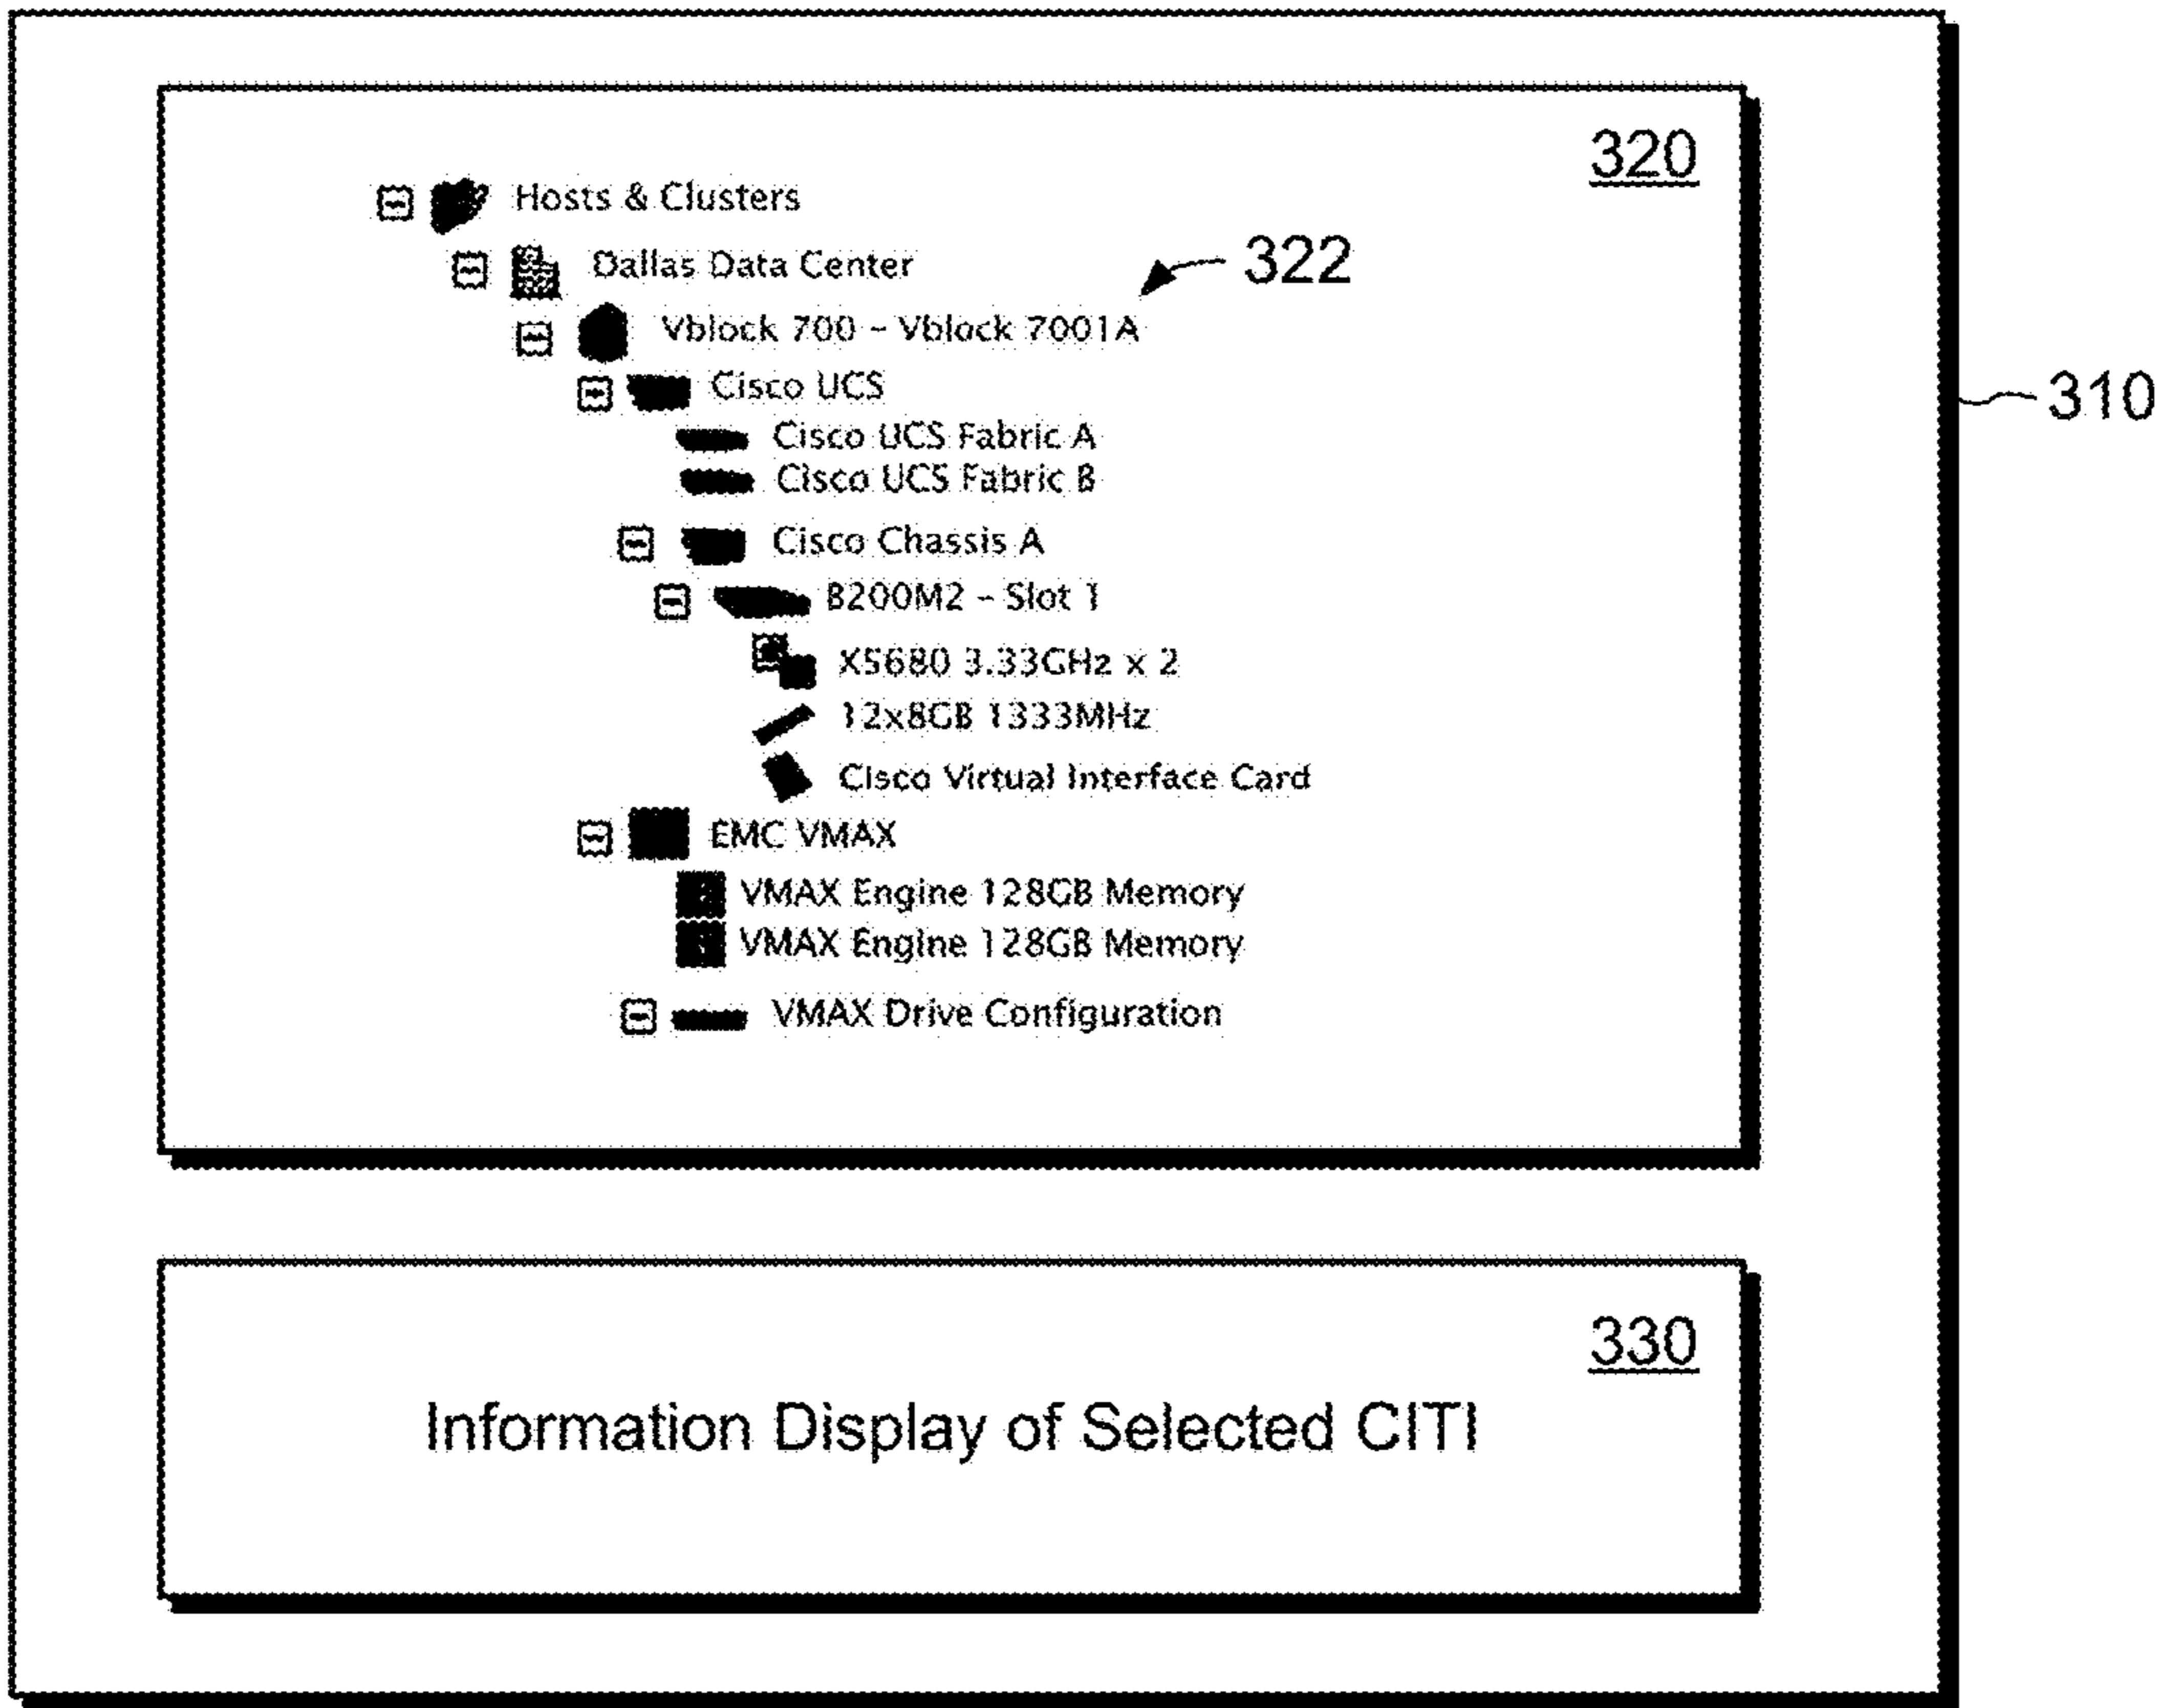 320
Hosts & Clusters
Dallas Data Center
322
Vblock 700 - Vblock 7001A
310
Cisco UCS
Cisco UCS Fabric A
Cisco UCS Fabric B
Cisco Chassis A
B200M2 - Slot 1
X5680 3.33GHz x 2
12x8GB 1333MHz
Cisco Virtual Interface Card
EMC VMAX
VMAX Engine 128GB Memory
VMAX Engine 128GB Memory
VMAX Drive Configuration
330
Information Display of Selected CITI